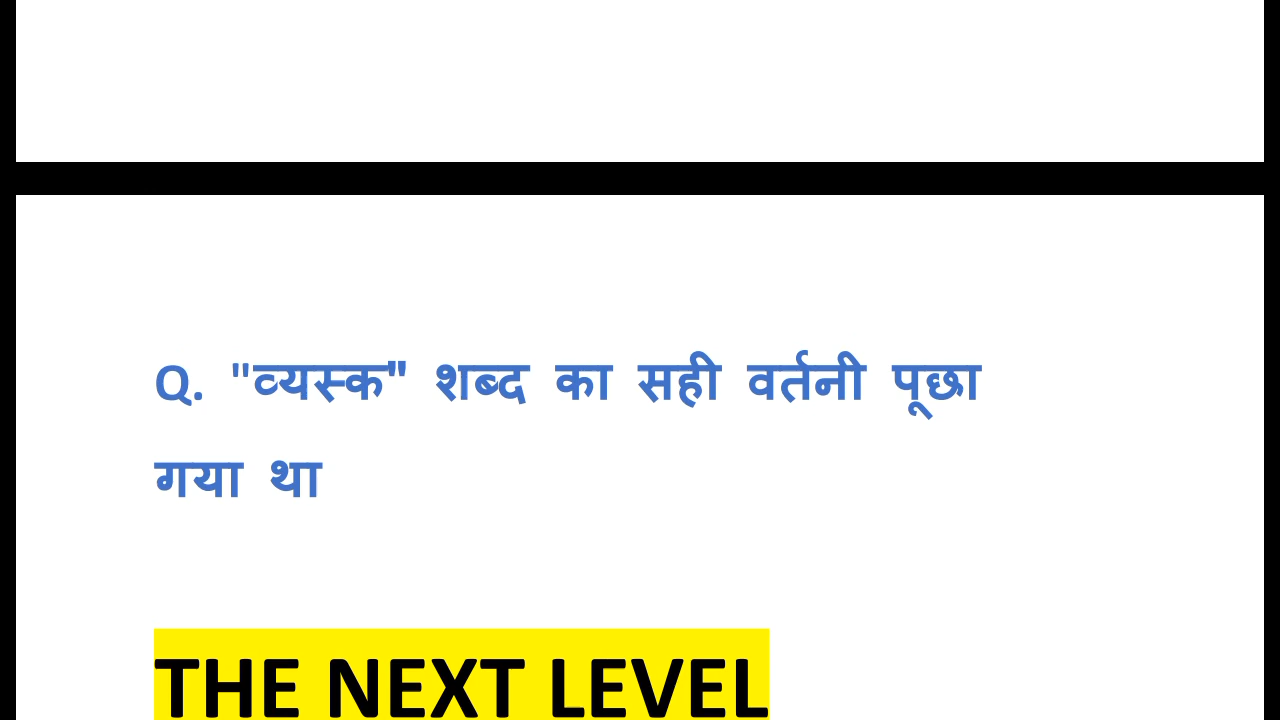 Q. "व्यस्क" शब्द का सही वर्तनी पूछा
गया था
THE NEXT LEVEL